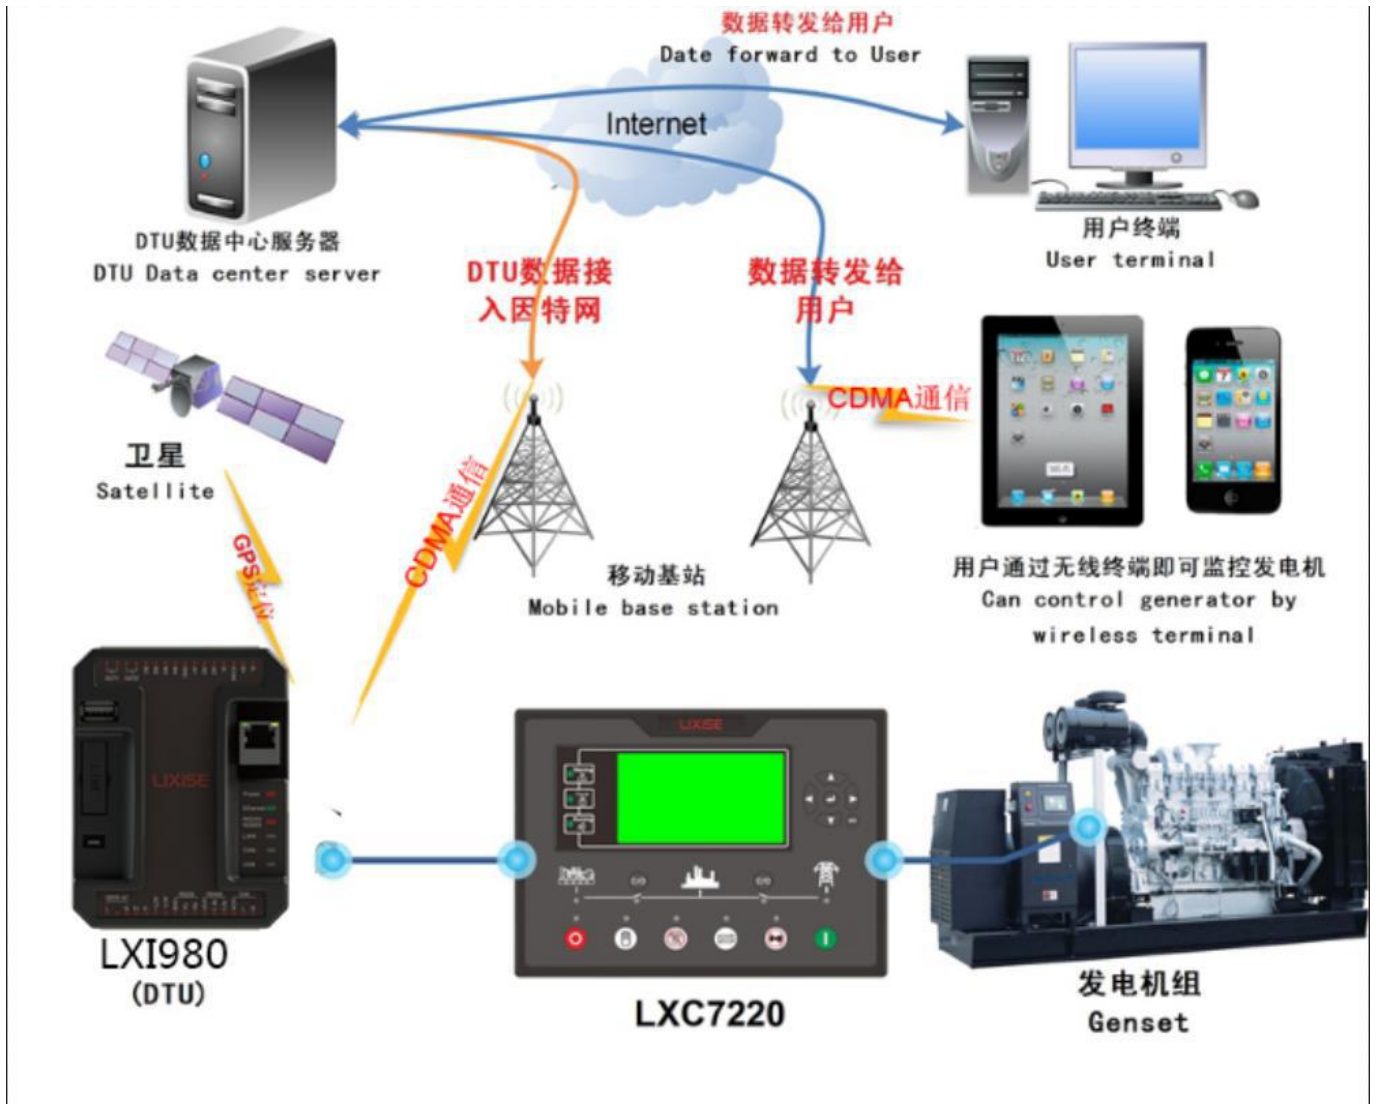 数据转发给用户
Date forward to User
Internet
DTU数据中心服务器
DTU Data center server
用户终端
User terminal
DTU数据接
入因特网
数据转发给
用户
卫星
Satellite
GPS定位
CDMA通信
CDMA通信
移动基站
Mobile base station
用户通过无线终端即可监控发电机
Can control generator by
wireless terminal
LIXISE
LXI980
(DTU)
LIXISE
LXC7220
发电机组
Genset